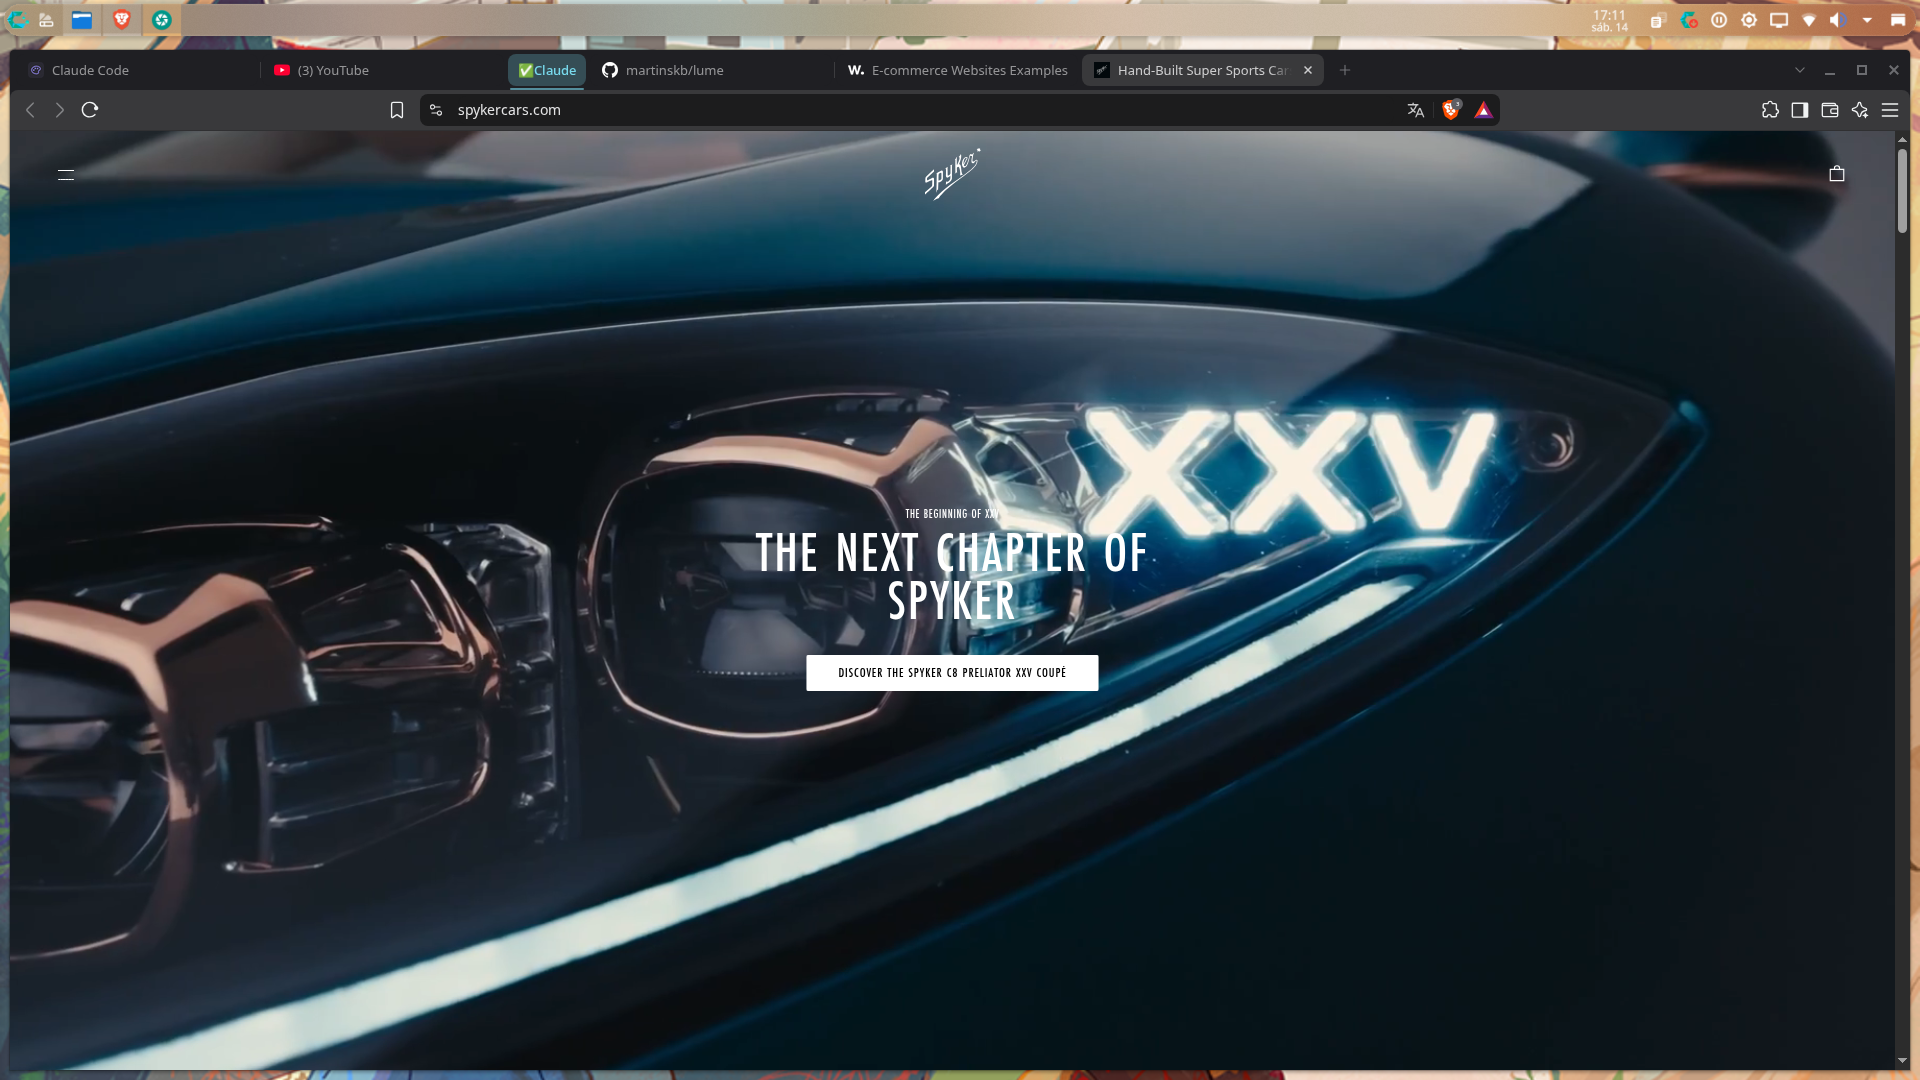 17:11
sáb. 14
Claude Code
(3) YouTube
✅Claude
martinskb/lume
W. E-commerce Websites Examples
Hand-Built Super Sports Car
spykercars.com
3
Spyker
XXV
THE BEGINNING OF XXV
THE NEXT CHAPTER OF
SPYKER
DISCOVER THE SPYKER C8 PRELIATOR XXV COUPÉ